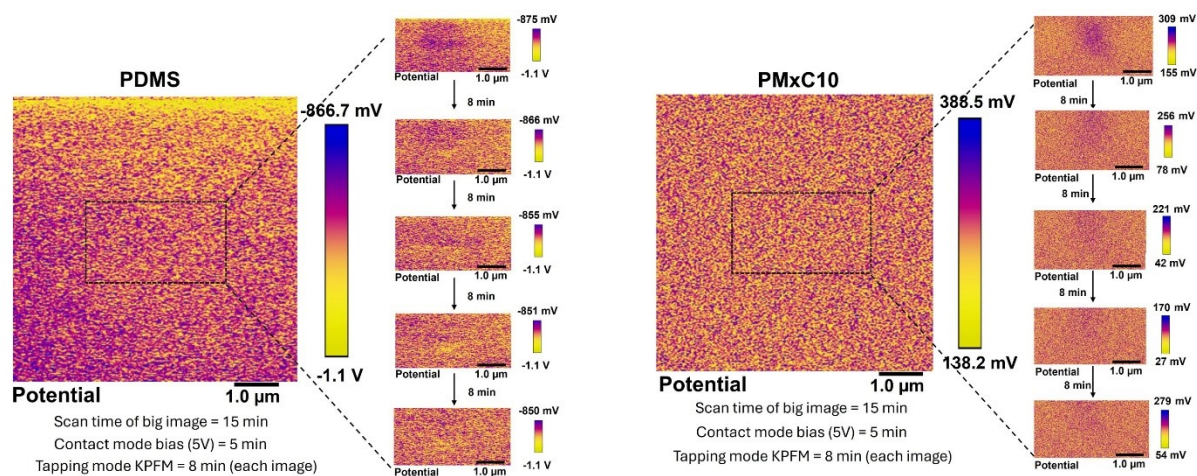 PDMS
-866.7 mV
-1.1 V
Potential
1.0 µm
Scan time of big image = 15 min
Contact mode bias (5V) = 5 min
Tapping mode KPFM = 8 min (each image)
-875 mV
-1.1 V
Potential
1.0 µm
8 min
-866 mV
-1.1 V
Potential
1.0 µm
8 min
-855 mV
-1.1 V
Potential
1.0 µm
8 min
-851 mV
-1.1 V
Potential
1.0 µm
8 min
-850 mV
-1.1 V
Potential
1.0 µm
PMxC10
388.5 mV
138.2 mV
Potential
1.0 µm
Scan time of big image = 15 min
Contact mode bias (5V) = 5 min
Tapping mode KPFM = 8 min (each image)
309 mV
155 mV
Potential
1.0 µm
8 min
256 mV
78 mV
Potential
1.0 µm
8 min
221 mV
42 mV
Potential
1.0 µm
8 min
170 mV
27 mV
Potential
1.0 µm
8 min
279 mV
54 mV
Potential
1.0 µm